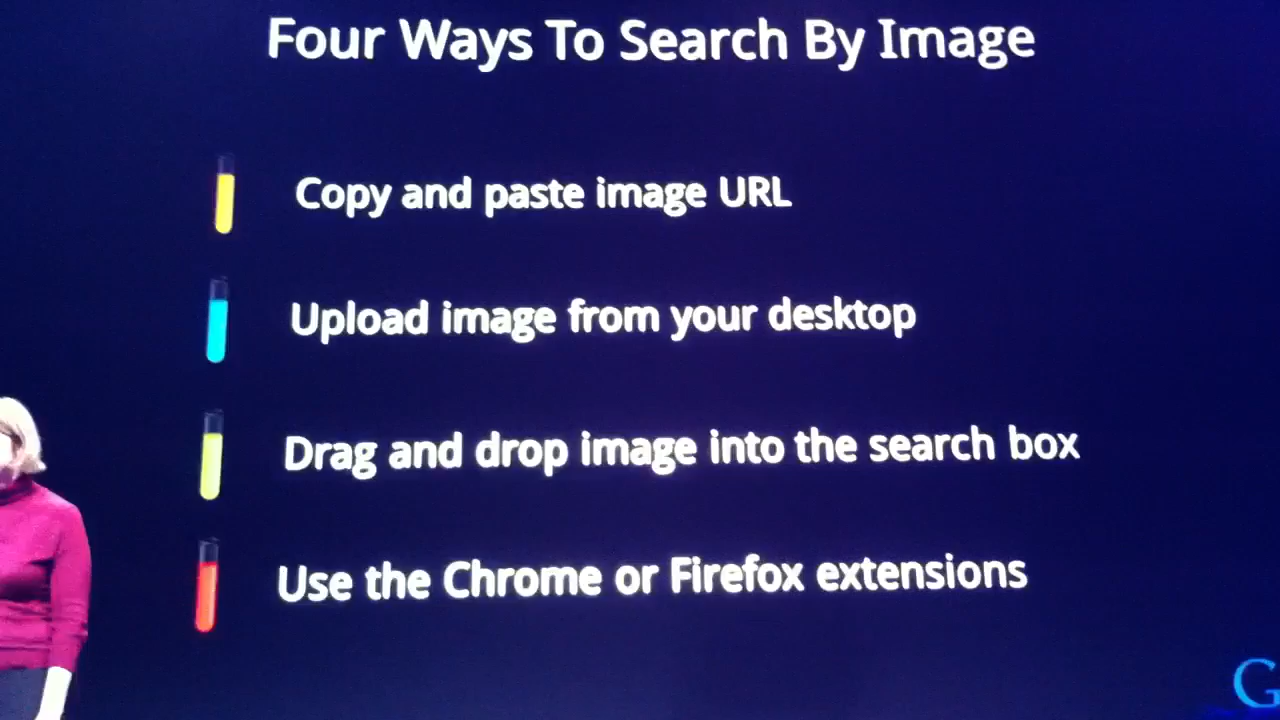 Four Ways To Search By Image
Copy and paste image URL
Upload image from your desktop
Drag and drop image into the search box
Use the Chrome or Firefox extensions
G